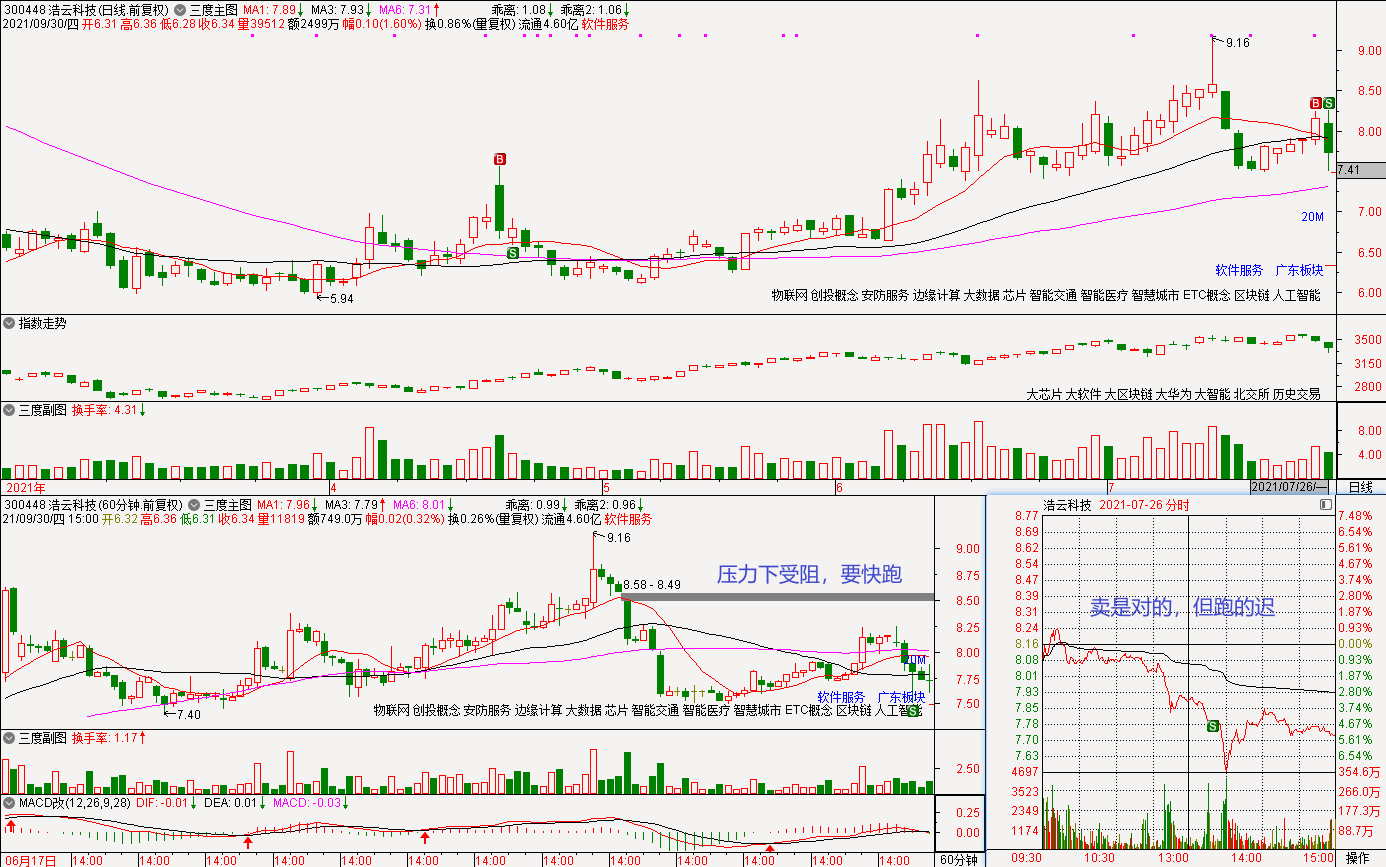 300448 浩云科技(日线.前复权) 三度主图 MA1: 7.89↓ MA3: 7.93↓ MA6: 7.31↑ 乖离: 1.08↓ 乖离2: 1.06↓
2021/09/30/四 开6.31 高6.36 低6.28 收6.34 量39512 额2499万 幅0.10(1.60%) 换0.86%(量复权) 流通4.60亿 软件服务
9.16
9.00
8.50
B S
8.00
B
7.41
7.00
20M
S
6.50
软件服务 广东板块
5.94
6.00
物联网 创投概念 安防服务 边缘计算 大数据 芯片 智能交通 智能医疗 智慧城市 ETC概念 区块链 人工智能
指数走势
3500
3150
2800
大芯片 大软件 大区块链 大华为 大智能 北交所 历史交易
三度副图 换手率: 4.31↓
8.00
4.00
2021年 4 5 6 7 2021/07/26/一 日线
300448 浩云科技(60分钟.前复权) 三度主图 MA1: 7.96↓ MA3: 7.79↑ MA6: 8.01↓ 乖离: 0.99↓ 乖离2: 0.96↓
21/09/30/四 15:00 开6.32 高6.36 低6.31 收6.34 量11819 额749.0万 幅0.02(0.32%) 换0.26%(量复权) 流通4.60亿 软件服务
9.16
9.00
8.75
8.58 - 8.49
压力下受阻，要快跑
8.50
8.25
8.00
20M
7.75
软件服务 广东板块
7.50
7.40
物联网 创投概念 安防服务 边缘计算 大数据 芯片 智能交通 智能医疗 智慧城市 ETC概念 区块链 人工智能
S
三度副图 换手率: 1.17↑
2.50
MACD改(12,26,9,28) DIF: -0.01↓ DEA: 0.01↓ MACD: -0.03↓
0.25
0.00
06月17日 14:00 14:00 14:00 14:00 14:00 14:00 14:00 14:00 14:00 14:00 14:00 14:00 14:00 60分钟
浩云科技 2021-07-26 分时
8.77 7.48%
8.69 6.54%
8.62 5.61%
8.54 4.67%
8.47 3.74%
8.39 2.80%
8.31 1.87%
卖是对的，但跑的迟
8.24 0.93%
8.16 0.00%
8.08 0.93%
8.01 1.87%
7.93 2.80%
7.85 3.74%
7.78 4.67%
S
7.70 5.61%
7.63 6.54%
4697 354.6万
3523 266.0万
2349 177.3万
1174 88.7万
09:30 10:30 13:00 14:00 15:00 操作